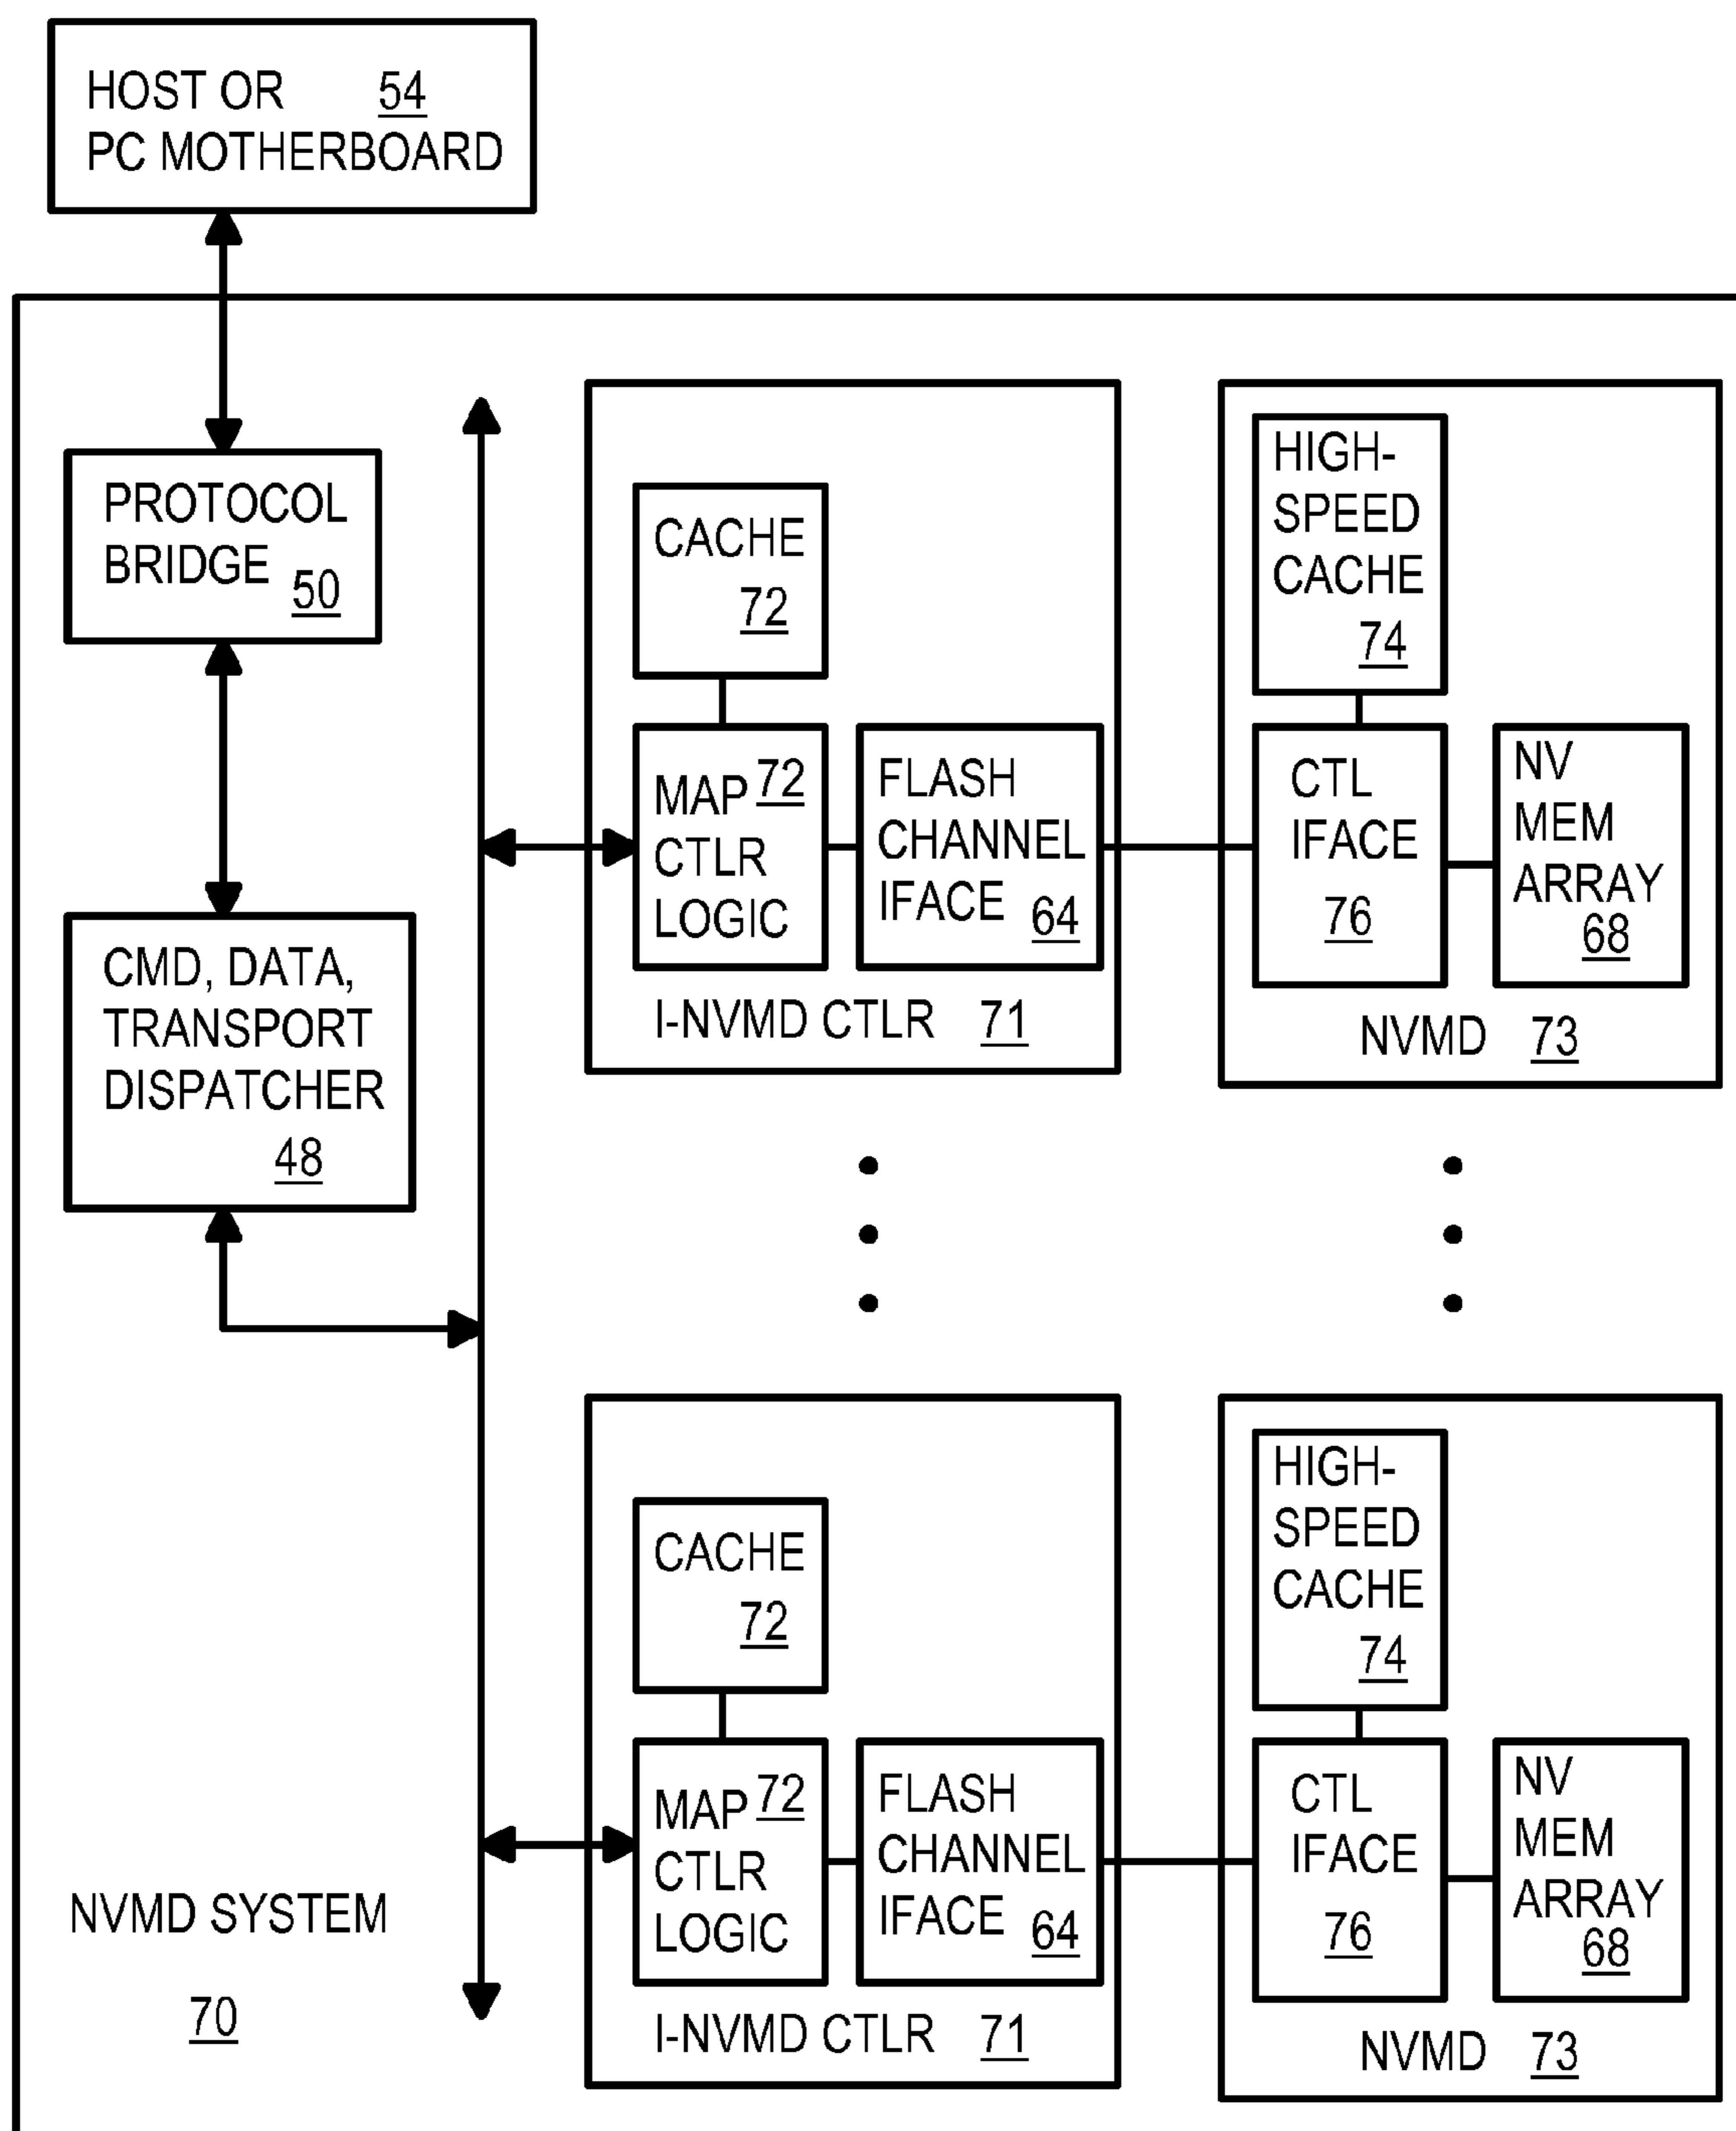 HOST OR 54
PC MOTHERBOARD
PROTOCOL
BRIDGE 50
CMD, DATA,
TRANSPORT
DISPATCHER
48
CACHE
72
MAP 72
CTLR
LOGIC
FLASH
CHANNEL
IFACE 64
I-NVMD CTLR 71
HIGH-
SPEED
CACHE
74
CTL
IFACE
76
NV
MEM
ARRAY
68
NVMD 73
CACHE
72
MAP 72
CTLR
LOGIC
FLASH
CHANNEL
IFACE 64
I-NVMD CTLR 71
HIGH-
SPEED
CACHE
74
CTL
IFACE
76
NV
MEM
ARRAY
68
NVMD 73
NVMD SYSTEM
70